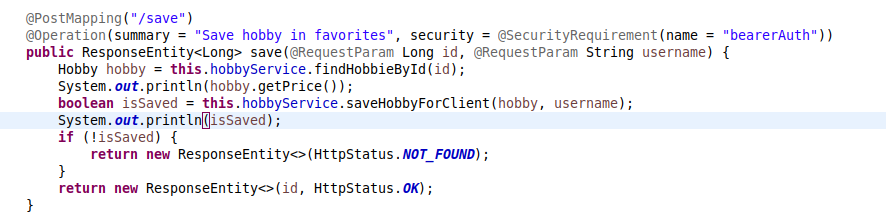 @PostMapping("/save")
@Operation(summary = "Save hobby in favorites", security = @SecurityRequirement(name = "bearerAuth"))
public ResponseEntity<Long> save(@RequestParam Long id, @RequestParam String username) {
    Hobby hobby = this.hobbyService.findHobbieById(id);
    System.out.println(hobby.getPrice());
    boolean isSaved = this.hobbyService.saveHobbyForClient(hobby, username);
    System.out.println(isSaved);
    if (!isSaved) {
        return new ResponseEntity<>(HttpStatus.NOT_FOUND);
    }
    return new ResponseEntity<>(id, HttpStatus.OK);
}